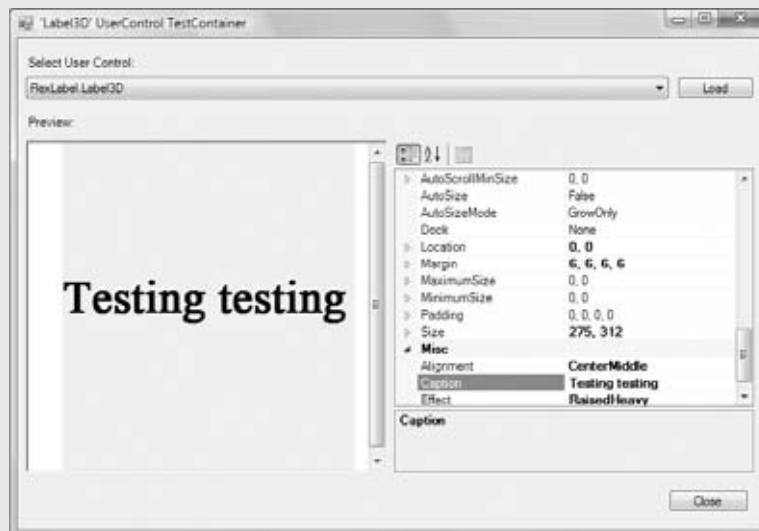 'Label3D' UserControl TestContainer
Select User Control:
FlexLabel.Label3D
Load
Preview:
Testing testing
AutoScrollMinSize 0, 0
AutoSize False
AutoSizeMode GrowOnly
Dock None
Location 0, 0
Margin 6, 6, 6, 6
MaximumSize 0, 0
MinimumSize 0, 0
Padding 0, 0, 0, 0
Size 275, 312
Misc
Alignment CenterMiddle
Caption Testing testing
Effect RaisedHeavy
Caption
Close